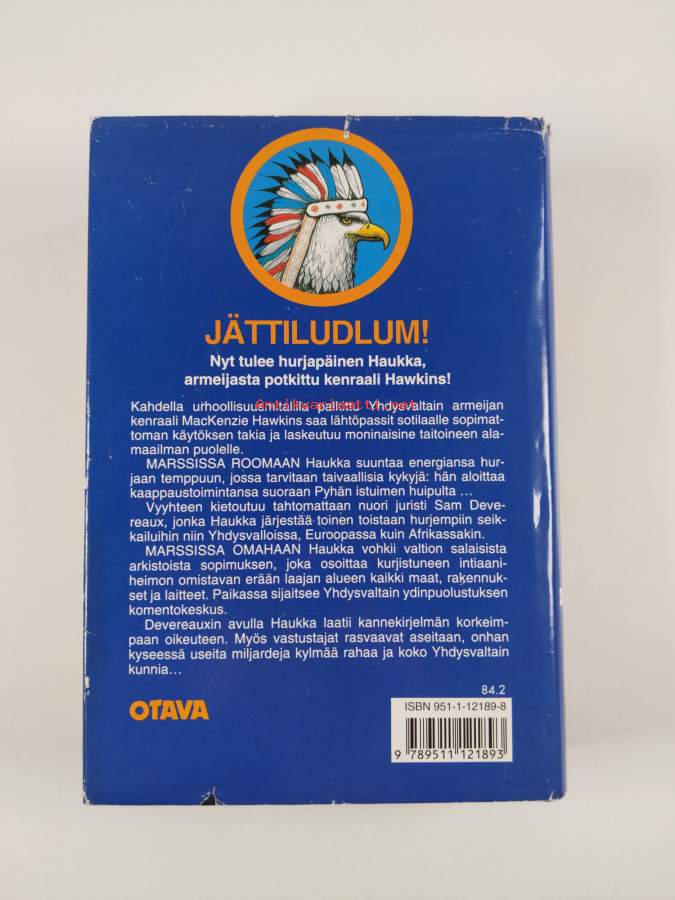 JÄTTILUDLUM!
Nyt tulee hurjapäinen Haukka,
armeijasta potkittu kenraali Hawkins!
Antikvariaatti.net
Kahdella urhoollisuusmitalilla palkittu Yhdysvaltain armeijan
kenraali MacKenzie Hawkins saa lähtöpassit sotilaalle sopimat-
toman käytöksen takia ja laskeutuu moninaisine taitoineen ala-
maailman puolelle.
MARSSISSA ROOMAAN Haukka suuntaa energiansa hur-
jaan temppuun, jossa tarvitaan taivaallisia kykyjä: hän aloittaa
kaappaustoimintansa suoraan Pyhän istuimen huipulta ...
Vyyhteen kietoutuu tahtomattaan nuori juristi Sam Deve-
reaux, jonka Haukka järjestää toinen toistaan hurjempiin seik-
kailuihin niin Yhdysvalloissa, Euroopassa kuin Afrikassakin.
MARSSISSA OMAHAAN Haukka vohkii valtion salaisista
arkistoista sopimuksen, joka osoittaa kurjistuneen intiaani-
heimon omistavan erään laajan alueen kaikki maat, rakennuk-
set ja laitteet. Paikassa sijaitsee Yhdysvaltain ydinpuolustuksen
komentokeskus.
Devereauxin avulla Haukka laatii kannekirjelmän korkeim-
paan oikeuteen. Myös vastustajat rasvaavat aseitaan, onhan
kyseessä useita miljardeja kylmää rahaa ja koko Yhdysvaltain
kunnia...
84.2
OTAVA
ISBN 951-1-12189-8
9 789511 121893